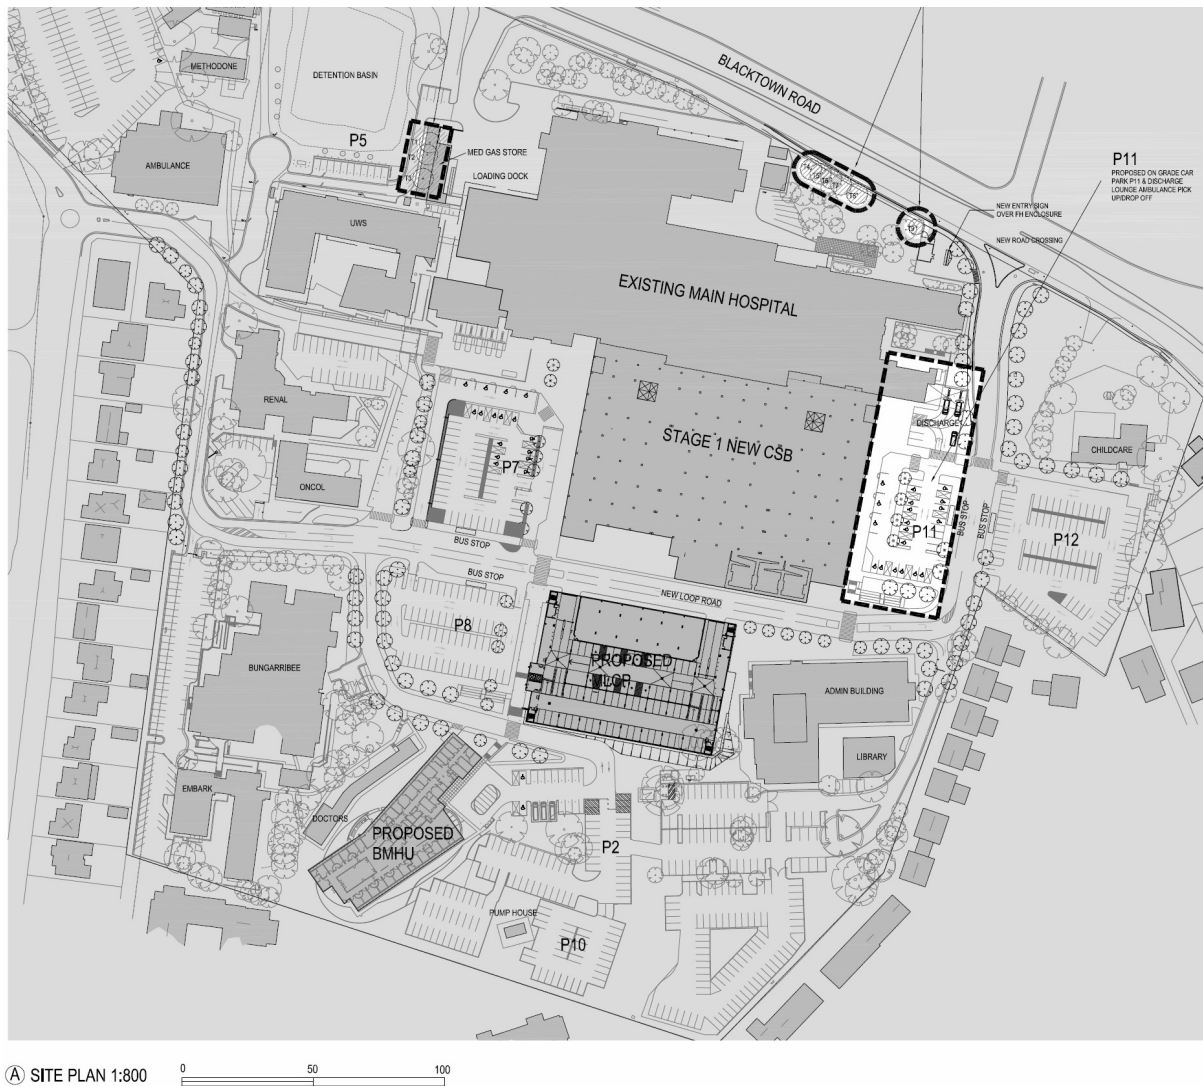 BLACKTOWN ROAD
METHODONE
DETENTION BASIN
P5
AMBULANCE
MED GAS STORE
LOADING DOCK
P11
PROPOSED ON GRADE CAR
PARK P11 & DISCHARGE
LOUNGE AMBULANCE PICK
UP/DROP OFF
NEW ENTRY SIGN
OVER FH ENCLOSURE
UWS
NEW ROAD CROSSING
EXISTING MAIN HOSPITAL
RENAL
DISCHARGE
STAGE 1 NEW CSB
CHILDCARE
P7
ONCOL
P11
BUS STOP
BUS STOP
P12
BUS STOP
BUS STOP
NEW LOOP ROAD
P8
BUNGARRIBEE
PROPOSED
MLCP
ADMIN BUILDING
LIBRARY
EMBARK
DOCTORS
PROPOSED
BMHU
P2
PUMP HOUSE
P10
A SITE PLAN 1:800
0 50 100